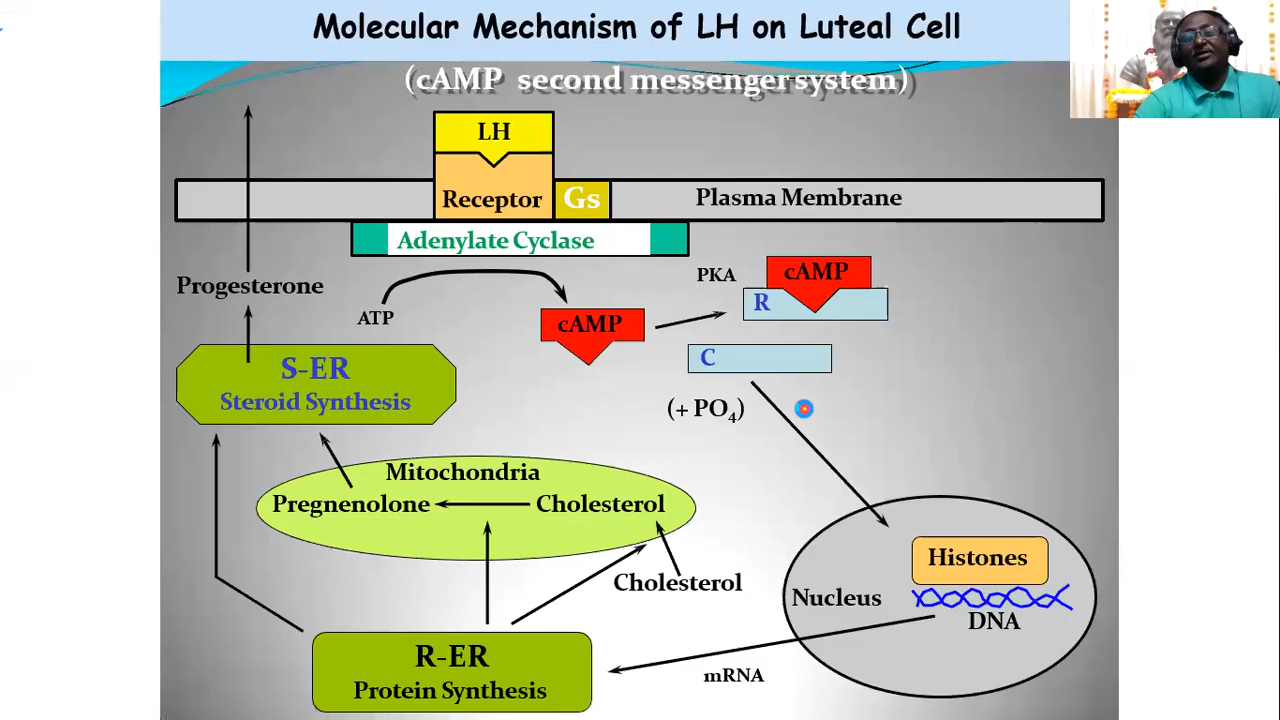 Molecular Mechanism of LH on Luteal Cell
(cAMP second messenger system)
LH
Receptor
Gs
Plasma Membrane
Adenylate Cyclase
Progesterone
ATP
cAMP
PKA
cAMP
R
C
(+ PO₄)
S-ER
Steroid Synthesis
Mitochondria
Pregnenolone
Cholesterol
Cholesterol
Histones
Nucleus
DNA
R-ER
Protein Synthesis
mRNA